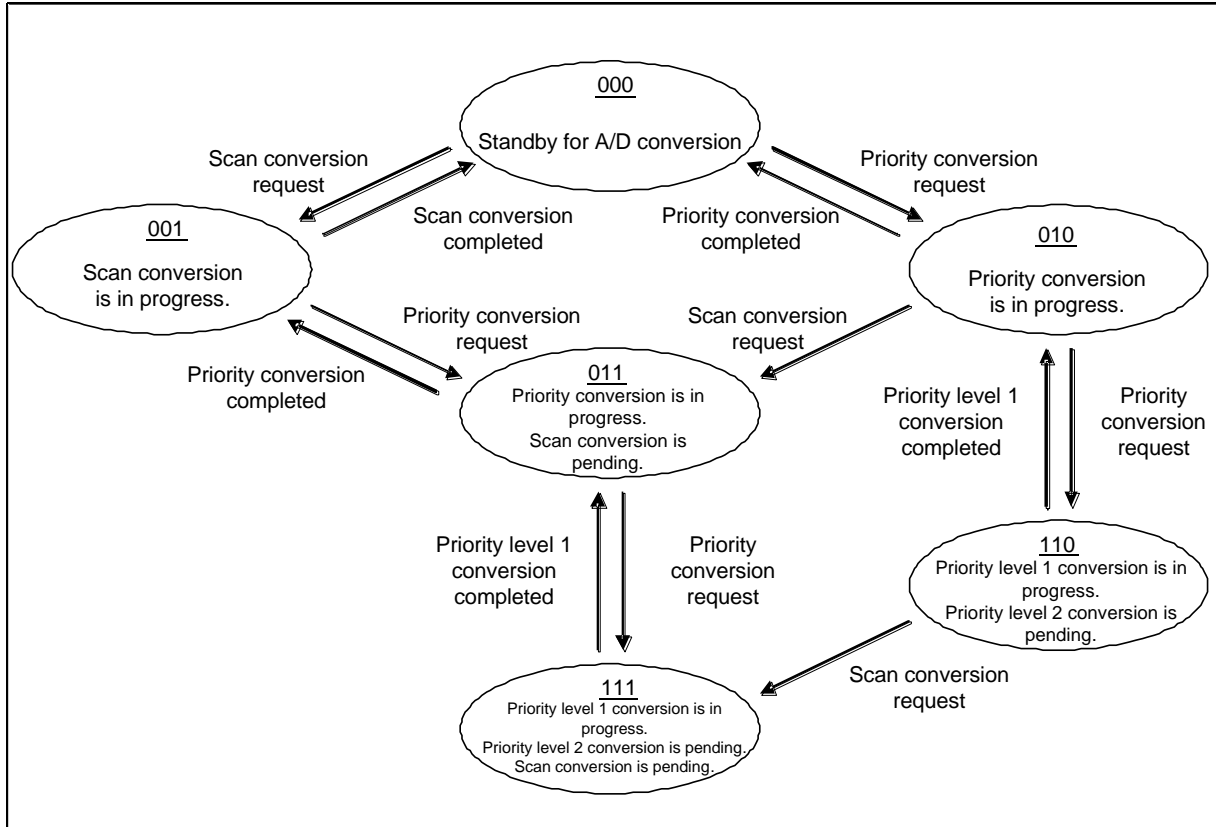 000
Standby for A/D conversion
Scan conversion
request
Scan conversion
completed
Priority conversion
request
Priority conversion
completed
001
Scan conversion
is in progress.
010
Priority conversion
is in progress.
Priority conversion
request
Priority conversion
completed
Scan conversion
request
011
Priority conversion is in
progress.
Scan conversion is
pending.
Priority level 1
conversion
completed
Priority
conversion
request
Priority level 1
conversion
completed
Priority
conversion
request
110
Priority level 1 conversion is in
progress.
Priority level 2 conversion is
pending.
Scan conversion
request
111
Priority level 1 conversion is in
progress.
Priority level 2 conversion is pending.
Scan conversion is pending.